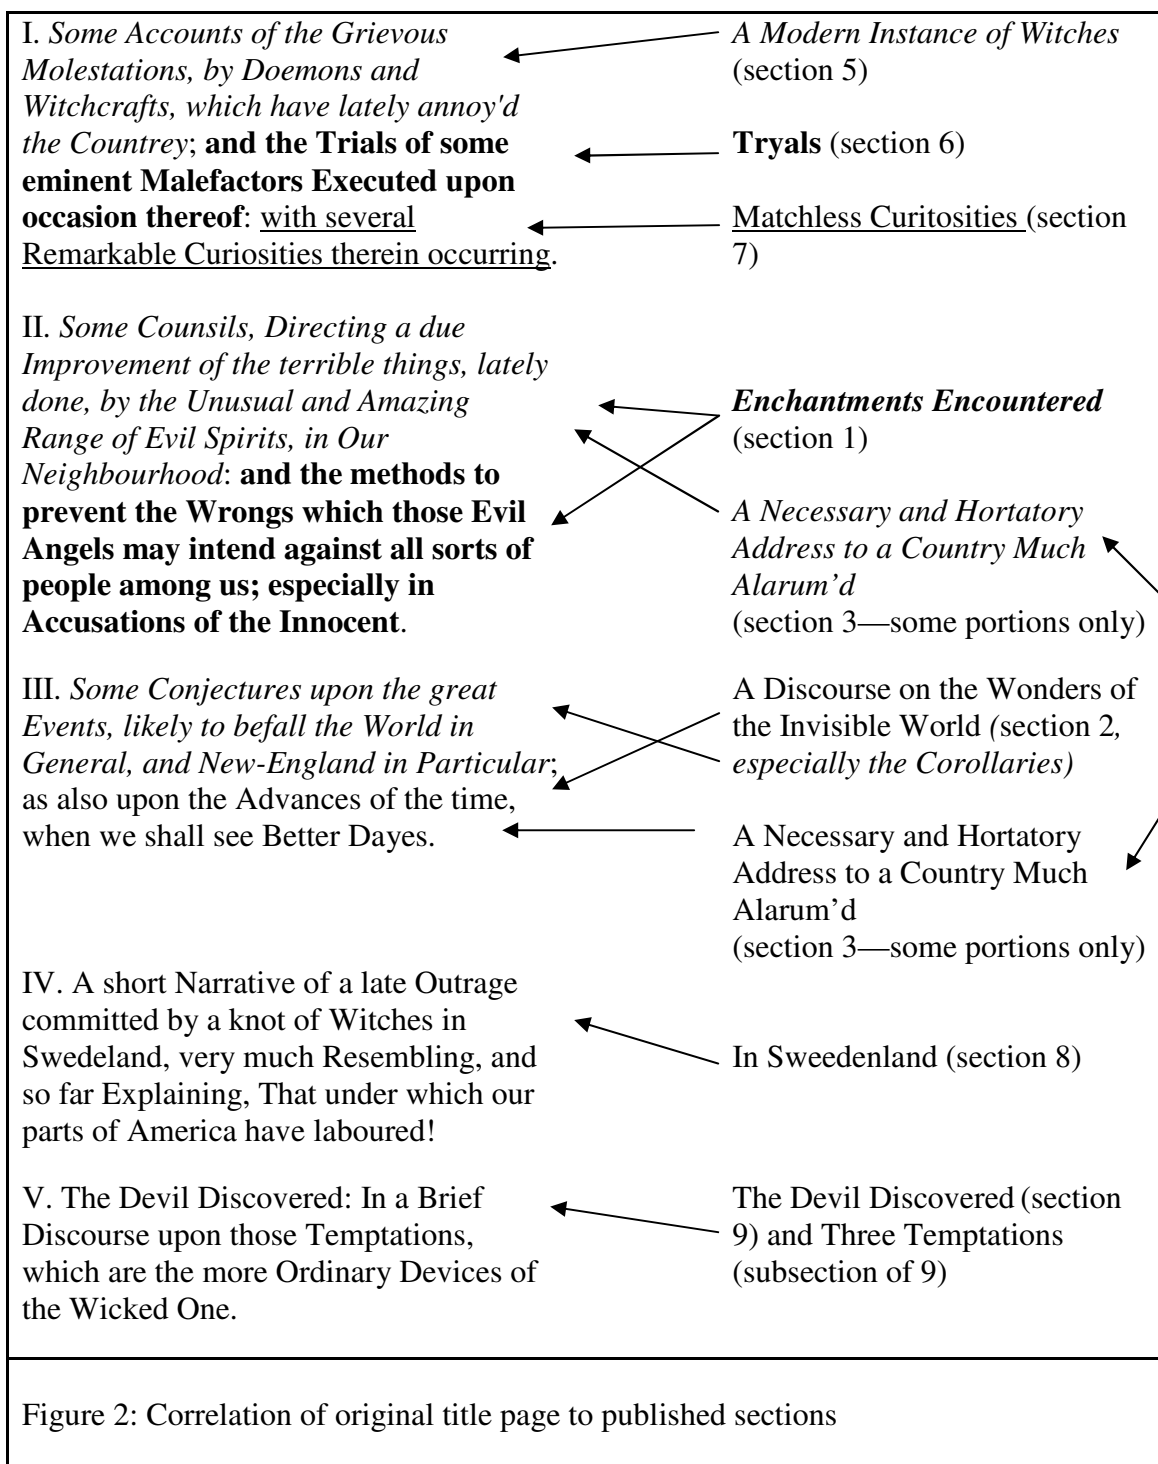 I. Some Accounts of the Grievous
Molestations, by Doemons and
Witchcrafts, which have lately annoy'd
the Countrey; and the Trials of some
eminent Malefactors Executed upon
occasion thereof: with several
Remarkable Curiosities therein occurring.
A Modern Instance of Witches
(section 5)
Tryals (section 6)
Matchless Curitosities (section
7)
II. Some Counsils, Directing a due
Improvement of the terrible things, lately
done, by the Unusual and Amazing
Range of Evil Spirits, in Our
Neighbourhood: and the methods to
prevent the Wrongs which those Evil
Angels may intend against all sorts of
people among us; especially in
Accusations of the Innocent.
Enchantments Encountered
(section 1)
A Necessary and Hortatory
Address to a Country Much
Alarum’d
(section 3—some portions only)
III. Some Conjectures upon the great
Events, likely to befall the World in
General, and New-England in Particular;
as also upon the Advances of the time,
when we shall see Better Dayes.
A Discourse on the Wonders of
the Invisible World (section 2,
especially the Corollaries)
A Necessary and Hortatory
Address to a Country Much
Alarum’d
(section 3—some portions only)
IV. A short Narrative of a late Outrage
committed by a knot of Witches in
Swedeland, very much Resembling, and
so far Explaining, That under which our
parts of America have laboured!
In Sweedenland (section 8)
V. The Devil Discovered: In a Brief
Discourse upon those Temptations,
which are the more Ordinary Devices of
the Wicked One.
The Devil Discovered (section
9) and Three Temptations
(subsection of 9)
Figure 2: Correlation of original title page to published sections